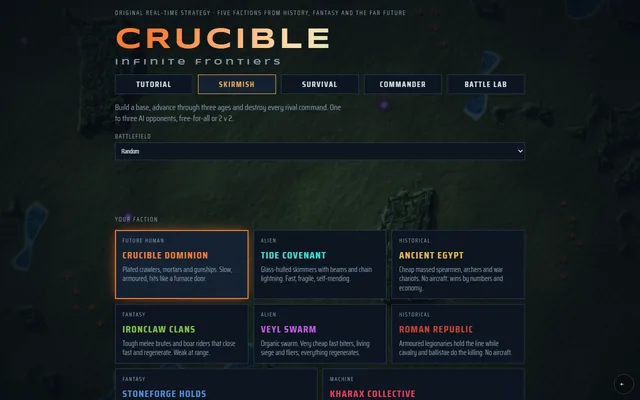 ORIGINAL REAL-TIME STRATEGY · FIVE FACTIONS FROM HISTORY, FANTASY AND THE FAR FUTURE
CRUCIBLE
Infinite Frontiers
TUTORIAL
SKIRMISH
SURVIVAL
COMMANDER
BATTLE LAB
Build a base, advance through three ages and destroy every rival command. One
to three AI opponents, free-for-all or 2 v 2.
BATTLEFIELD
Random
YOUR FACTION
FUTURE HUMAN
CRUCIBLE DOMINION
Plated crawlers, mortars and gunships. Slow,
armoured, hits like a furnace door.
ALIEN
TIDE COVENANT
Glass-hulled skimmers with beams and chain
lightning. Fast, fragile, self-mending.
HISTORICAL
ANCIENT EGYPT
Cheap massed spearmen, archers and war
chariots. No aircraft: wins by numbers and
economy.
FANTASY
IRONCLAW CLANS
Tough melee brutes and boar riders that close
fast and regenerate. Weak at range.
ALIEN
VEYL SWARM
Organic swarm. Very cheap fast biters, living
siege and fliers, everything regenerates.
HISTORICAL
ROMAN REPUBLIC
Armoured legionaries hold the line while
cavalry and ballistae do the killing. No aircraft
FANTASY
STONEFORGE HOLDS
MACHINE
KHARAX COLLECTIVE